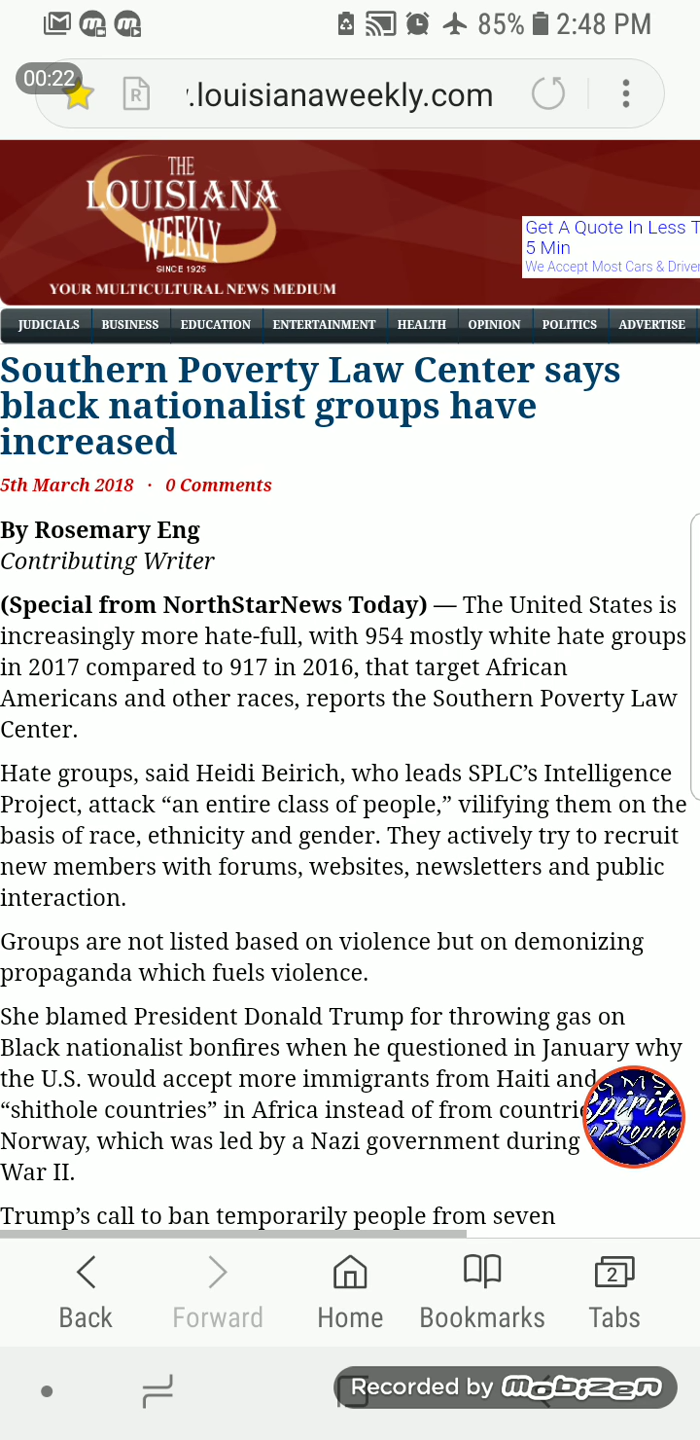 85% 2:48 PM
00:22
.louisianaweekly.com
THE
LOUISIANA
WEEKLY
SINCE 1925
YOUR MULTICULTURAL NEWS MEDIUM
Get A Quote In Less
5 Min
We Accept Most Cars &
JUDICIALS BUSINESS EDUCATION ENTERTAINMENT HEALTH OPINION POLITICS ADVERTISE
Southern Poverty Law Center says
black nationalist groups have
increased
5th March 2018 · 0 Comments
By Rosemary Eng
Contributing Writer
(Special from NorthStarNews Today) — The United States is
increasingly more hate-full, with 954 mostly white hate groups
in 2017 compared to 917 in 2016, that target African
Americans and other races, reports the Southern Poverty Law
Center.
Hate groups, said Heidi Beirich, who leads SPLC’s Intelligence
Project, attack “an entire class of people,” vilifying them on the
basis of race, ethnicity and gender. They actively try to recruit
new members with forums, websites, newsletters and public
interaction.
Groups are not listed based on violence but on demonizing
propaganda which fuels violence.
She blamed President Donald Trump for throwing gas on
Black nationalist bonfires when he questioned in January why
the U.S. would accept more immigrants from Haiti and
“shithole countries” in Africa instead of from
Norway, which was led by a Nazi government during
War II.
GMS
Spirit
Trump’s call to ban temporarily people from seven
Back Forward Home Bookmarks 2 Tabs
Recorded by mobizen